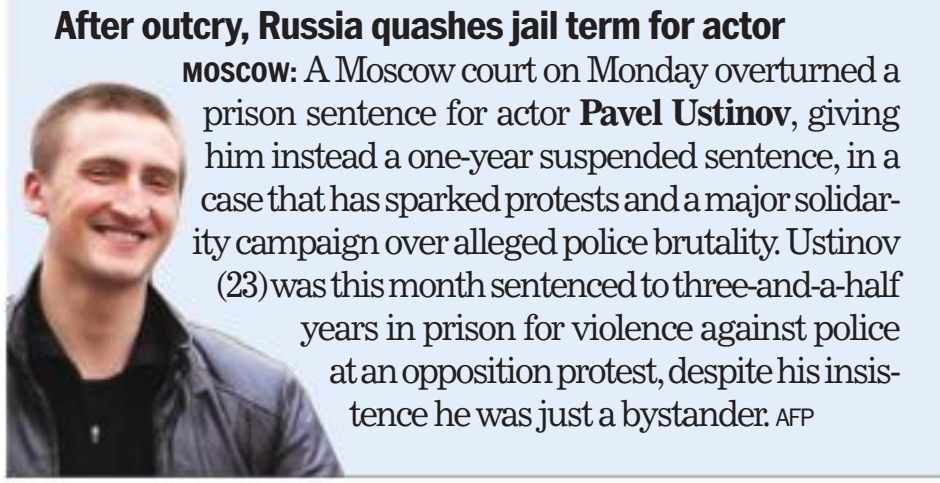 After outcry, Russia quashes jail term for actor
MOSCOW: A Moscow court on Monday overturned a
prison sentence for actor Pavel Ustinov, giving
him instead a one-year suspended sentence, in a
case that has sparked protests and a major solidar-
ity campaign over alleged police brutality. Ustinov
(23) was this month sentenced to three-and-a-half
years in prison for violence against police
at an opposition protest, despite his insis-
tence he was just a bystander. AFP